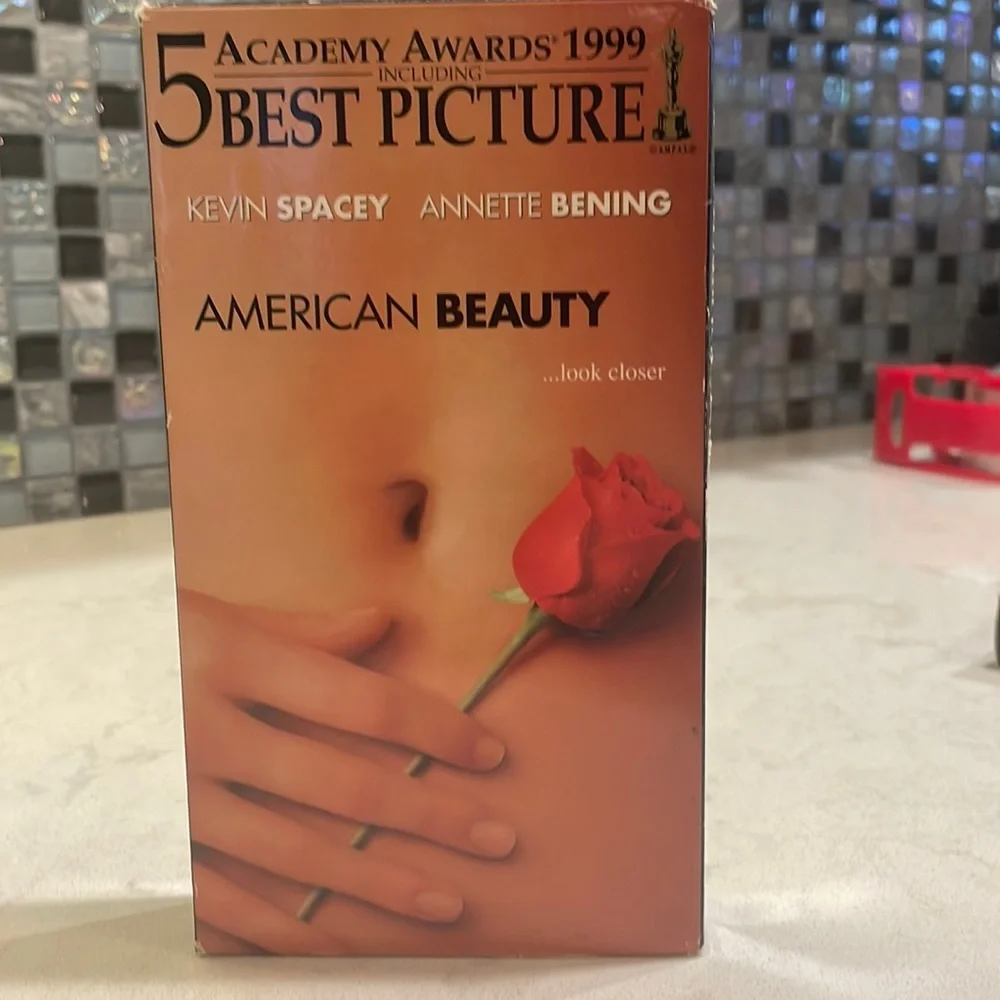 5 ACADEMY AWARDS® 1999
INCLUDING
BEST PICTURE
©A.M.P.A.S.®
KEVIN SPACEY ANNETTE BENING
AMERICAN BEAUTY
...look closer